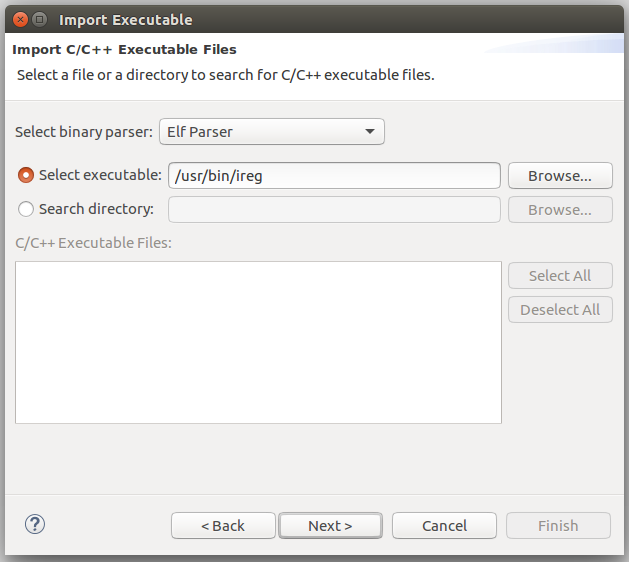 Import Executable
Import C/C++ Executable Files
Select a file or a directory to search for C/C++ executable files.
Select binary parser: Elf Parser
Select executable: /usr/bin/ireg Browse...
Search directory: Browse...
C/C++ Executable Files:
Select All
Deselect All
? < Back Next > Cancel Finish